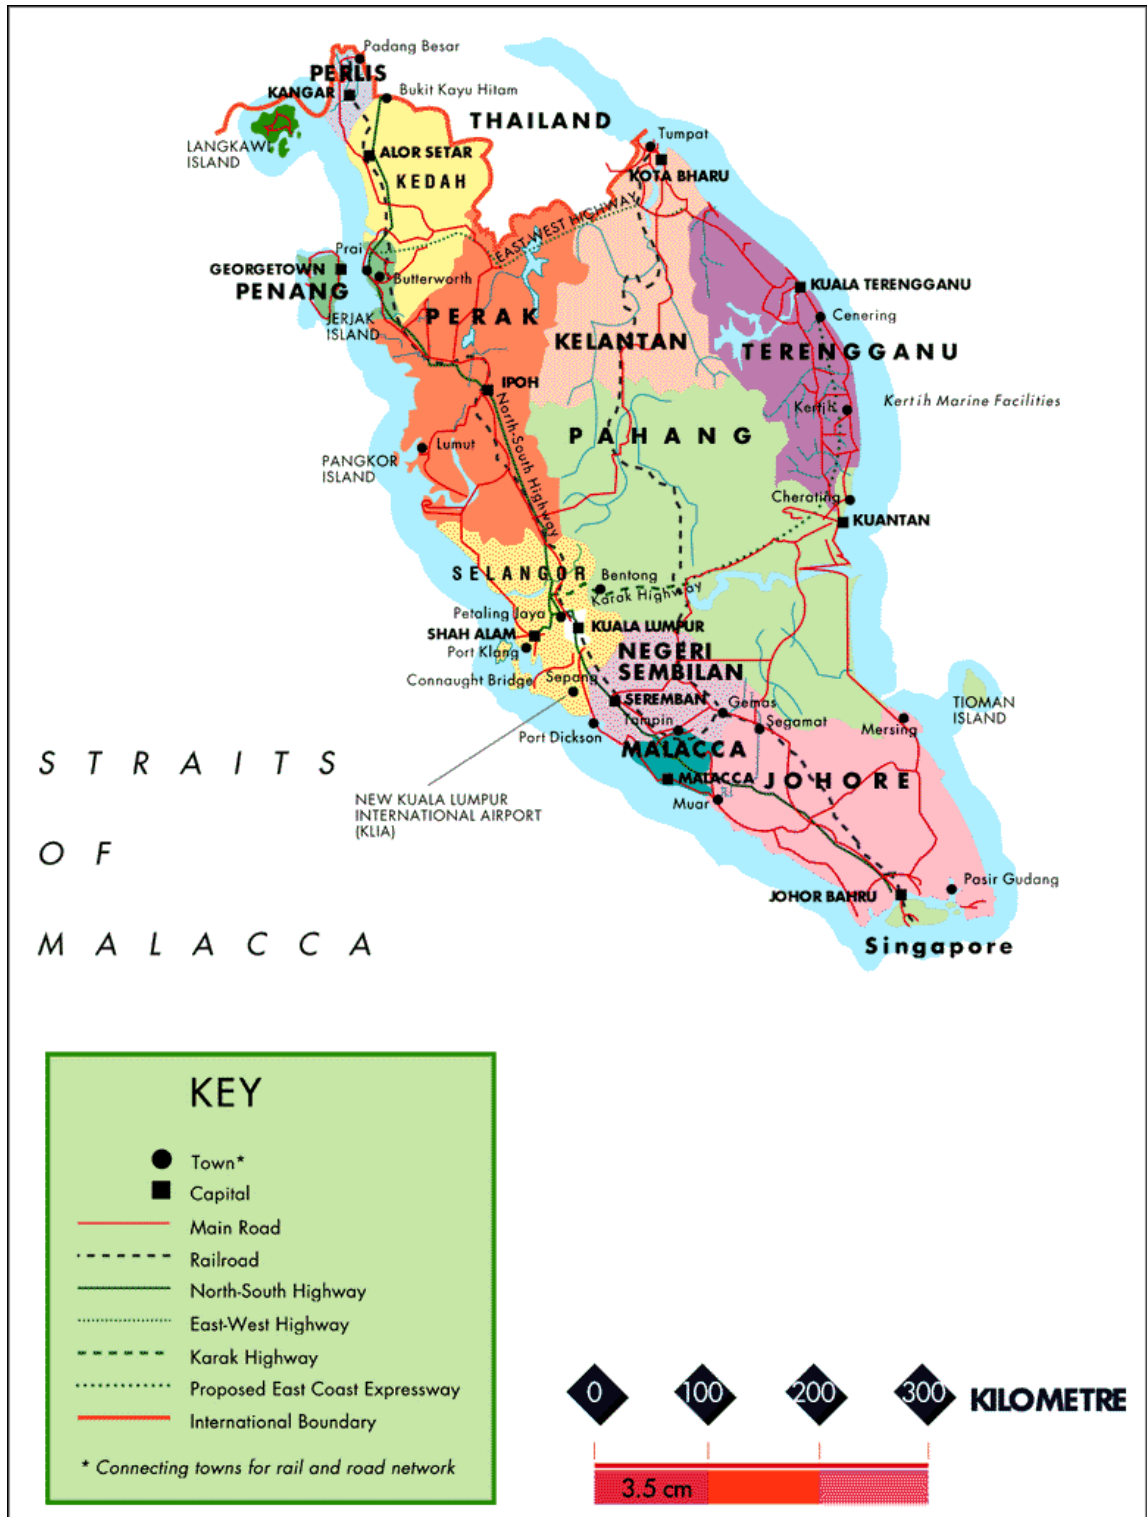 Padang Besar
PERLIS
KANGAR
Bukit Kayu Hitam
THAILAND
Tumpat
LANGKAWI
ISLAND
ALOR SETAR
KOTA BHARU
KEDAH
EAST-WEST HIGHWAY
Prai
GEORGETOWN
Butterworth
PENANG
KUALA TERENGGANU
JERJAK
ISLAND
PERAK
Cenering
KELANTAN
TERENGGANU
IPOH
North-South Highway
Kertih
Kertih Marine Facilities
PAHANG
Lumut
PANGKOR
ISLAND
Cherating
KUANTAN
SELANGOR
Bentong
Karak Highway
Petaling Jaya
KUALA LUMPUR
SHAH ALAM
Port Klang
NEGERI
SEMBILAN
Connaught Bridge
Sepang
SEREMBAN
Gemas
TIOMAN
ISLAND
Tampin
Segamat
Mersing
Port Dickson
MALACCA
STRAITS
OF
MALACCA
MALACCA
JOHORE
Muar
NEW KUALA LUMPUR
INTERNATIONAL AIRPORT
(KLIA)
Pasir Gudang
JOHOR BAHRU
Singapore
KEY
Town*
Capital
Main Road
Railroad
North-South Highway
East-West Highway
Karak Highway
Proposed East Coast Expressway
International Boundary
* Connecting towns for rail and road network
0 100 200 300 KILOMETRE
3.5 cm